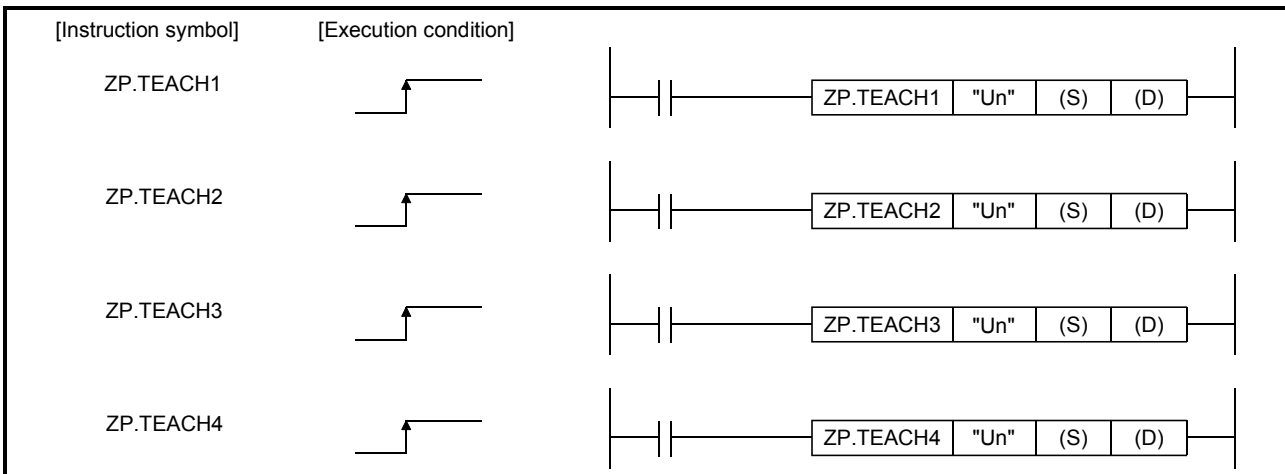 [Instruction symbol] [Execution condition]
ZP.TEACH1 ZP.TEACH1 "Un" (S) (D)
ZP.TEACH2 ZP.TEACH2 "Un" (S) (D)
ZP.TEACH3 ZP.TEACH3 "Un" (S) (D)
ZP.TEACH4 ZP.TEACH4 "Un" (S) (D)